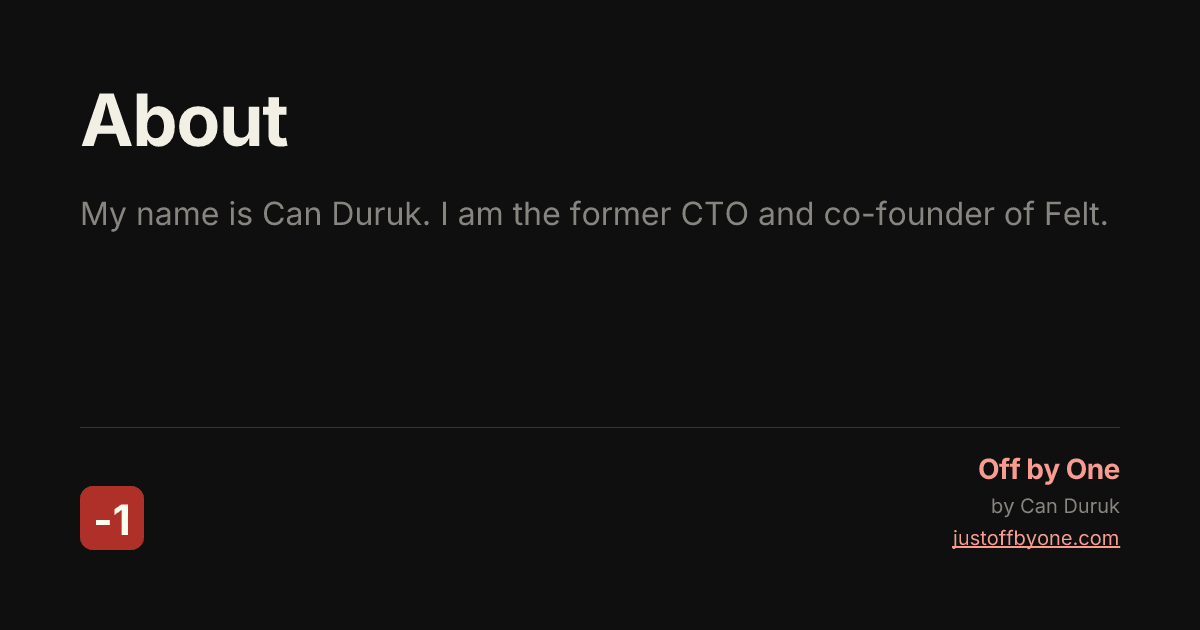 About
My name is Can Duruk. I am the former CTO and co-founder of Felt.
-1
Off by One
by Can Duruk
justoffbyone.com